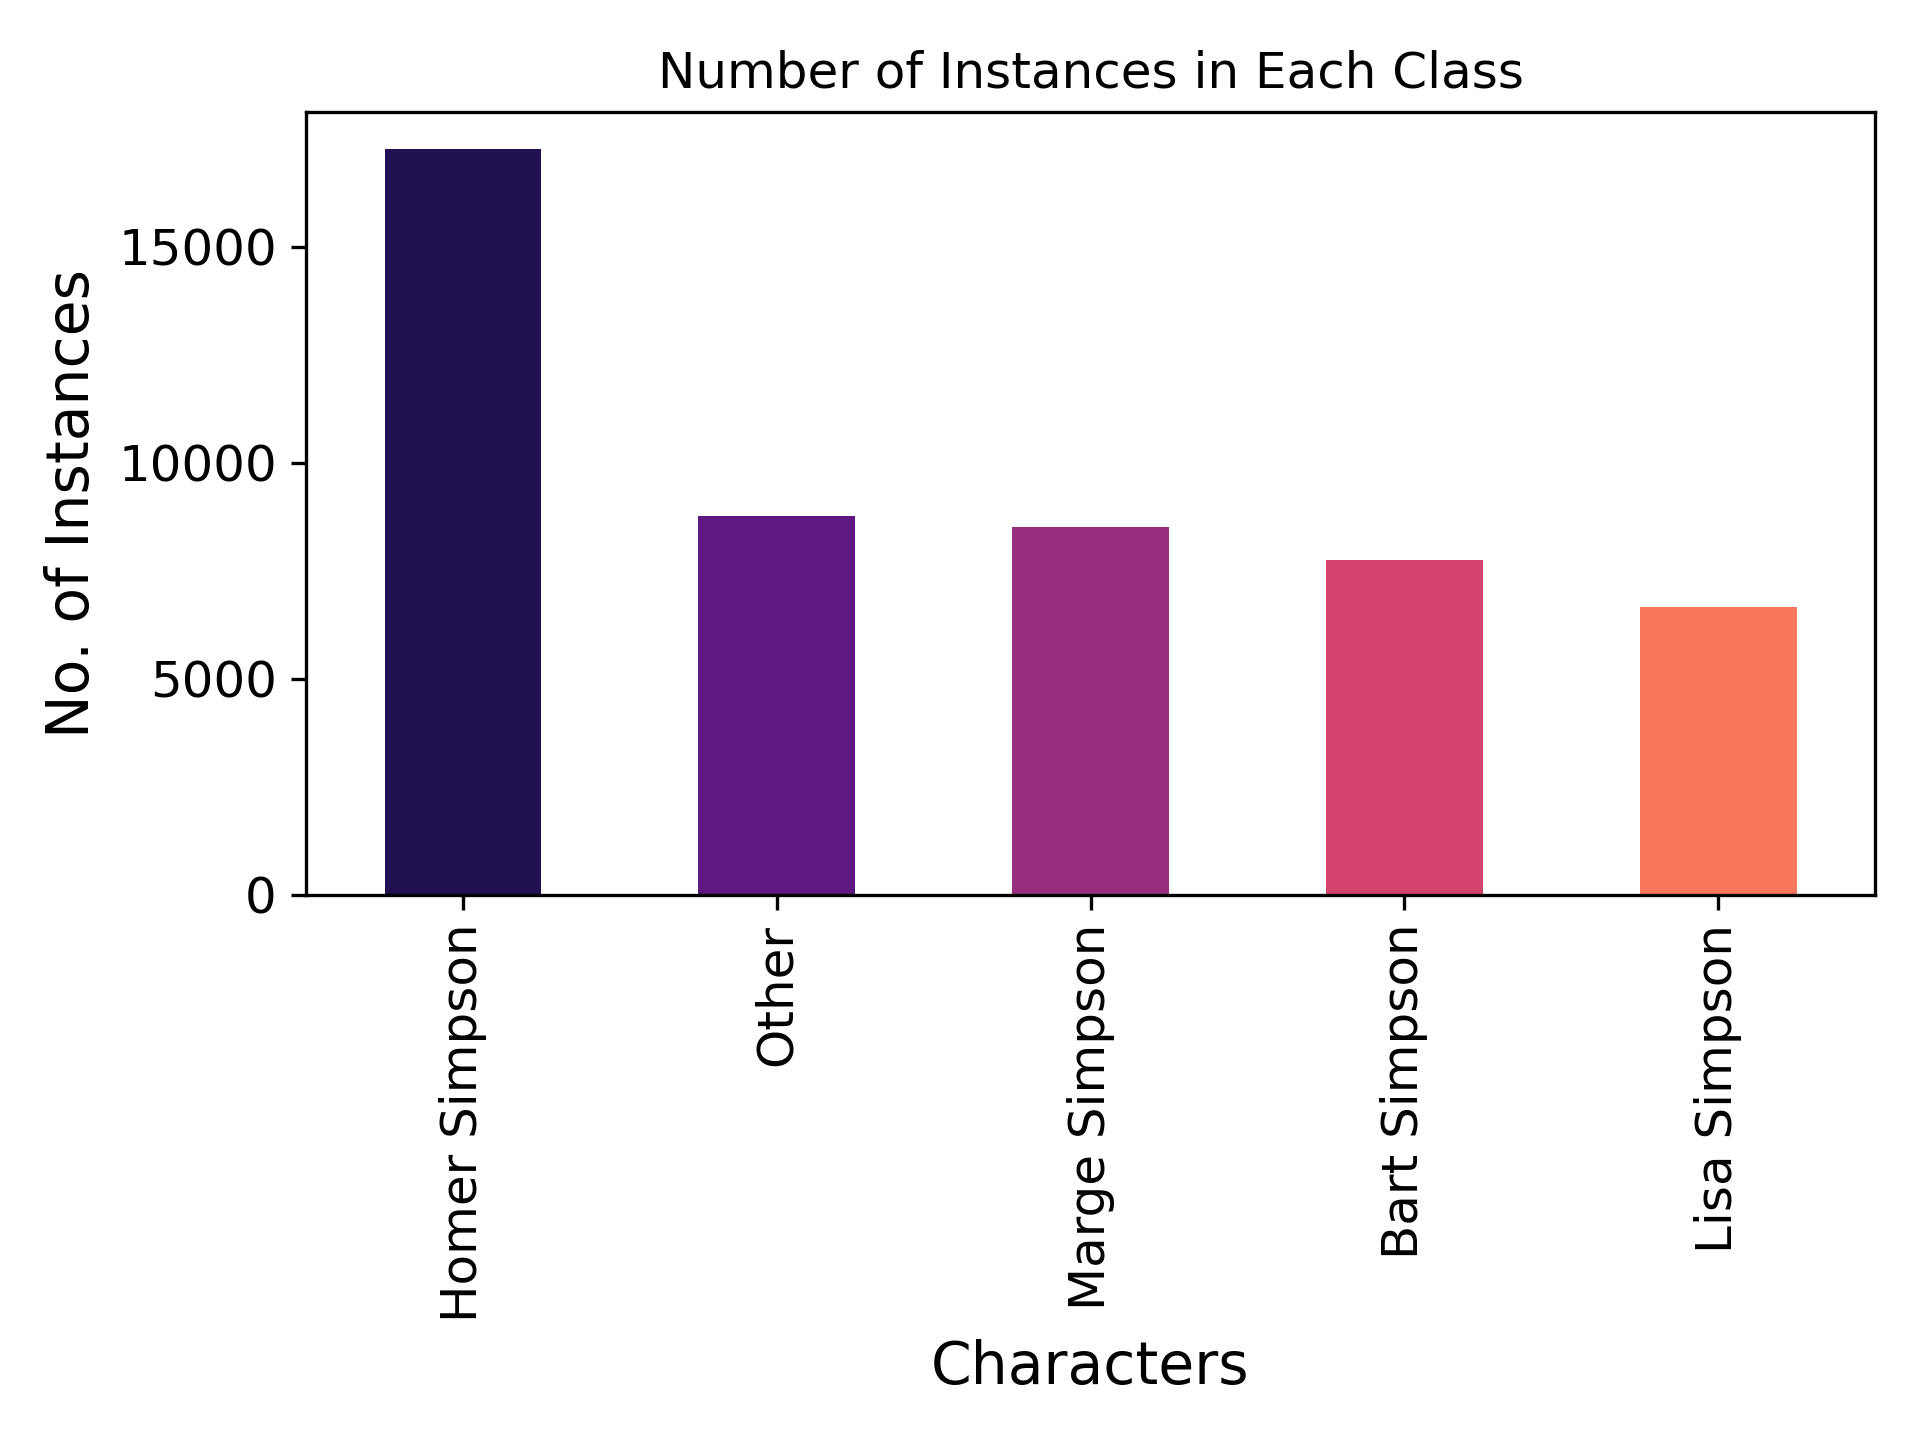 Number of Instances in Each Class
No. of Instances
15000
10000
5000
0
Homer Simpson
Other
Marge Simpson
Bart Simpson
Lisa Simpson
Characters